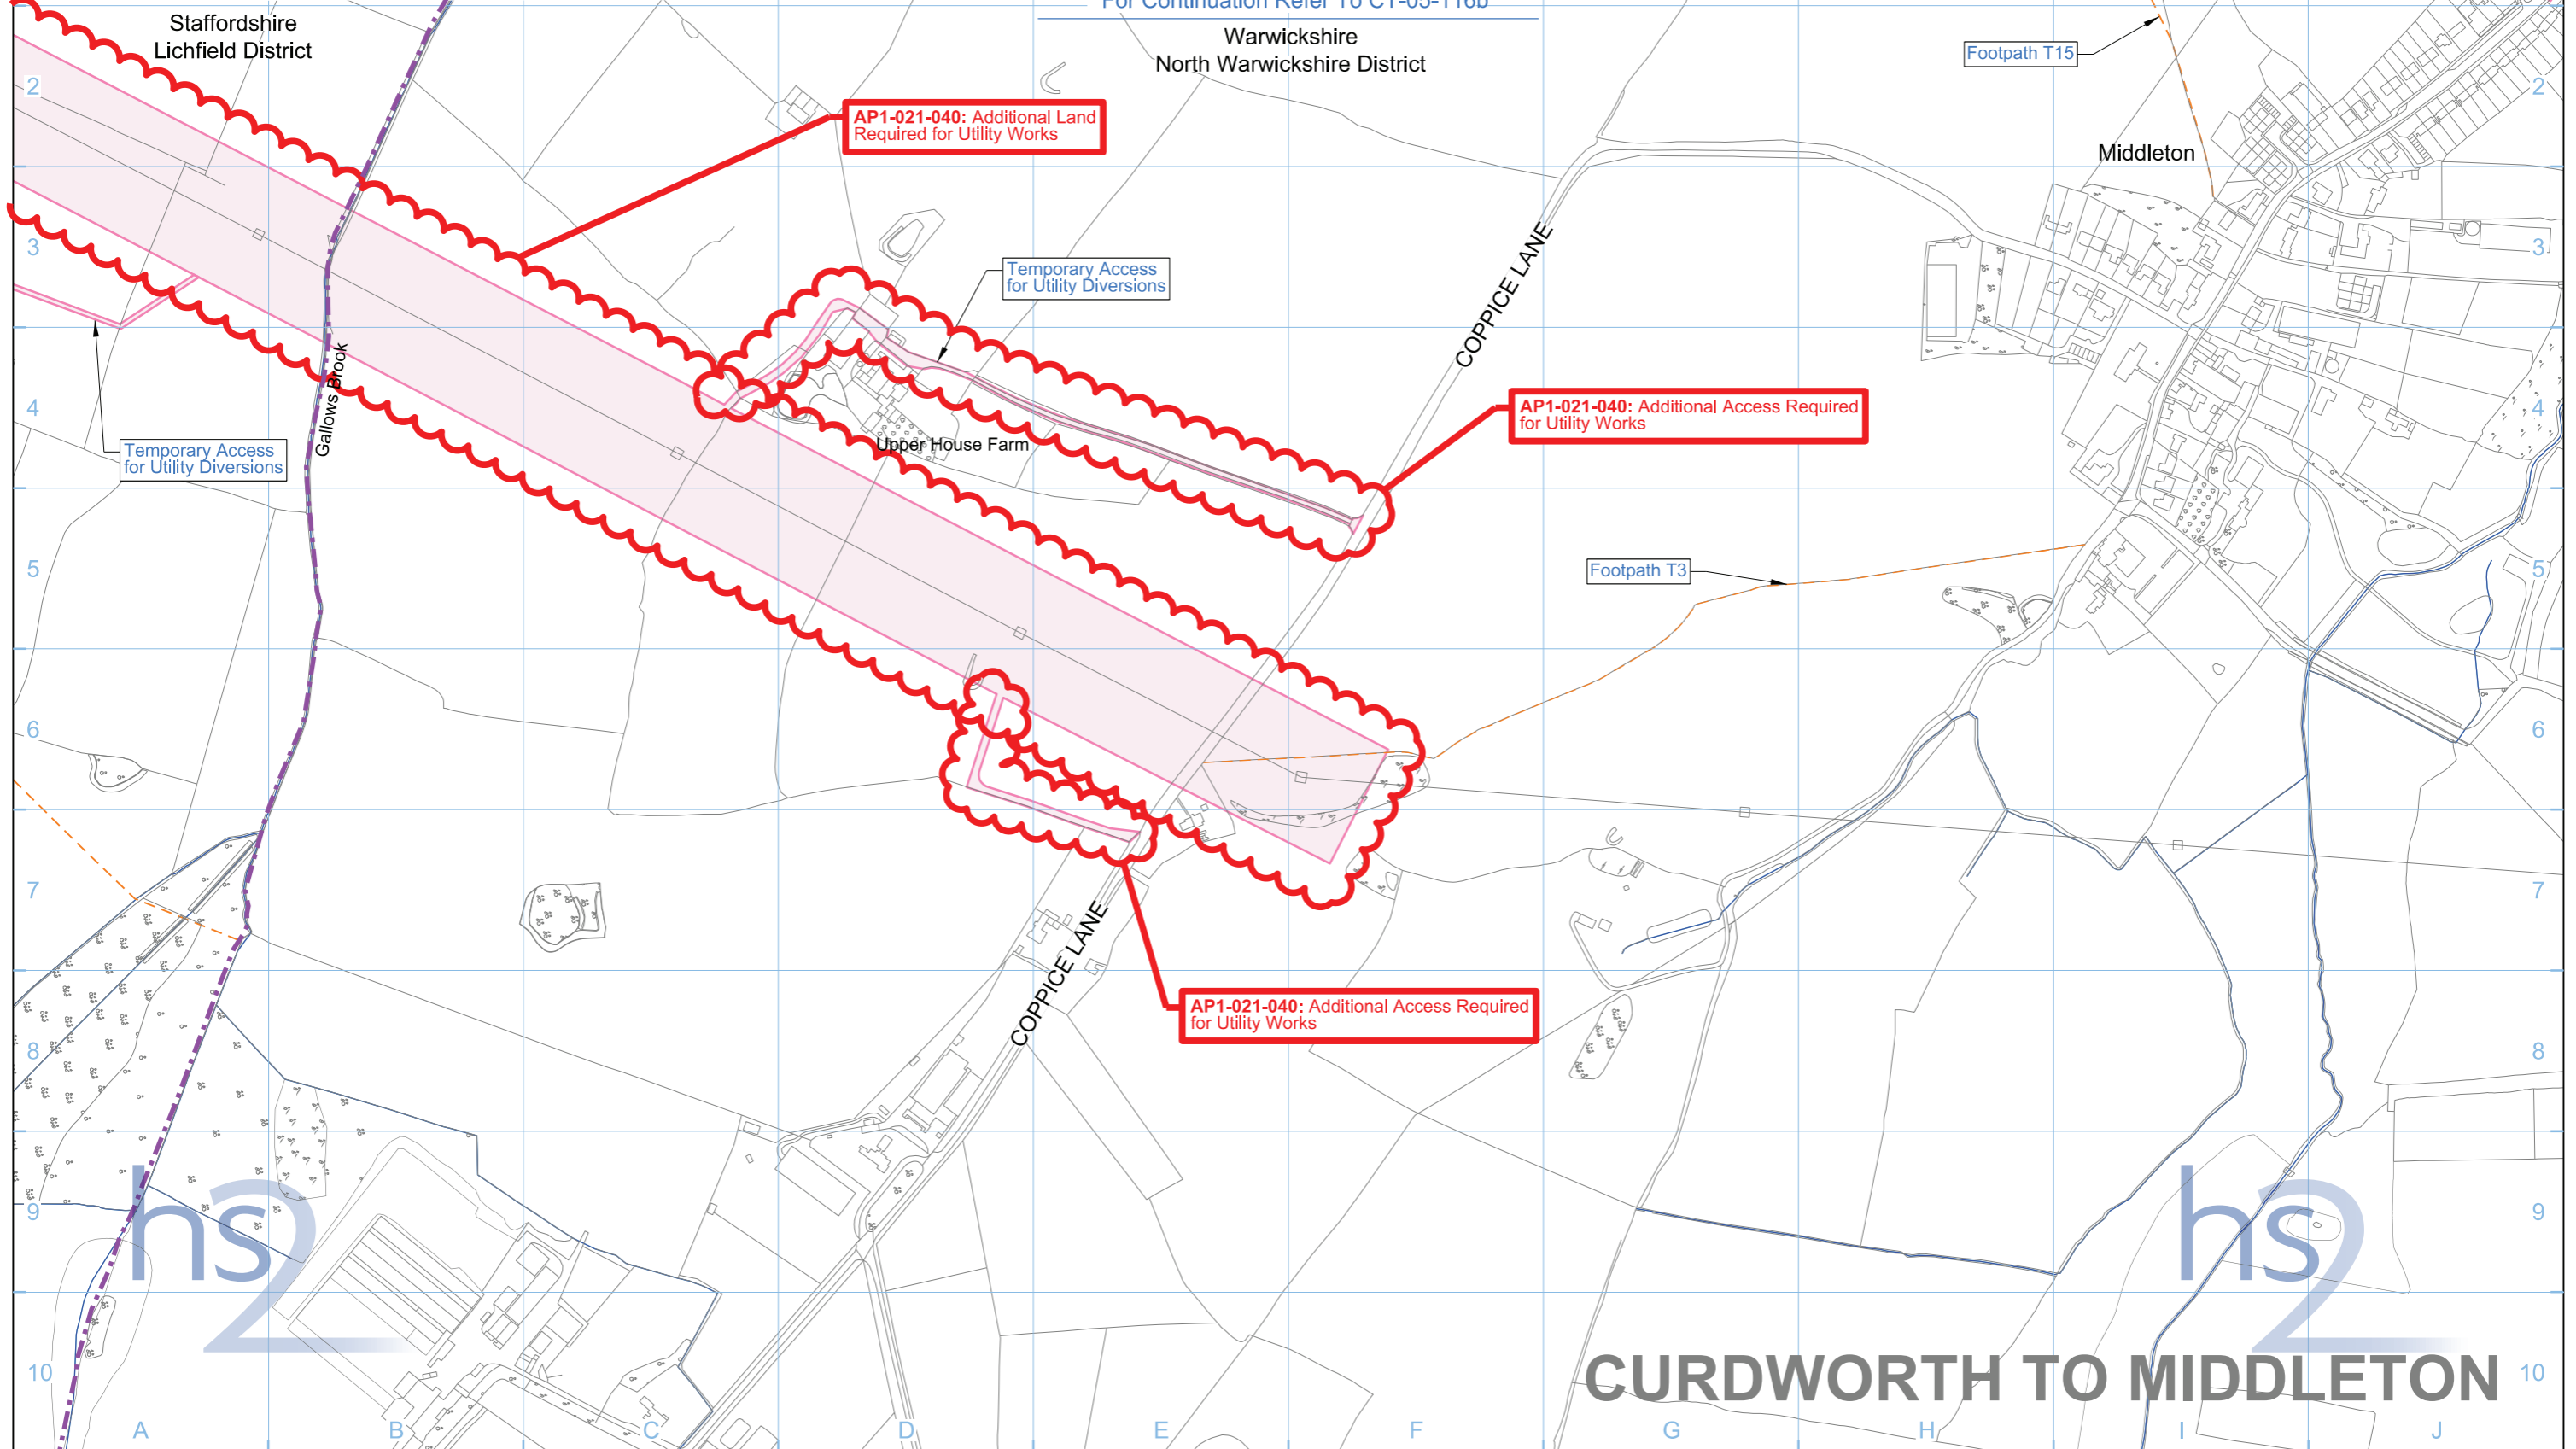 For Continuation Refer To CT-05-116b
Staffordshire
Lichfield District
Warwickshire
North Warwickshire District
Footpath T15
2
2
AP1-021-040: Additional Land
Required for Utility Works
Middleton
3
3
Temporary Access
for Utility Diversions
COPPICE LANE
Gallows Brook
4
4
AP1-021-040: Additional Access Required
for Utility Works
Upper House Farm
Temporary Access
for Utility Diversions
5
5
Footpath T3
6
6
7
7
COPPICE LANE
AP1-021-040: Additional Access Required
for Utility Works
8
8
9
9
hs2
hs2
CURDWORTH TO MIDDLETON
10
10
A
B
C
D
E
F
G
H
I
J